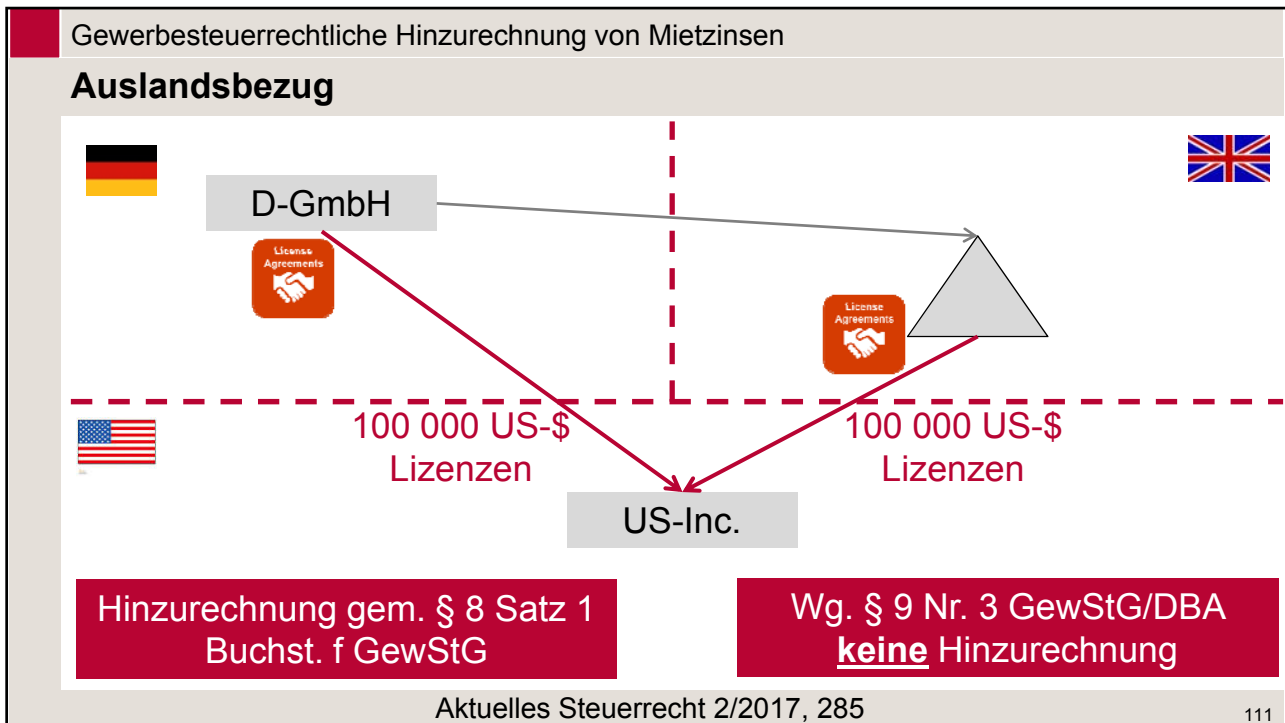 Gewerbesteuerrechtliche Hinzurechnung von Mietzinsen
Auslandsbezug
D-GmbH
License
Agreements
License
Agreements
100 000 US-$
Lizenzen
100 000 US-$
Lizenzen
US-Inc.
Hinzurechnung gem. § 8 Satz 1
Buchst. f GewStG
Wg. § 9 Nr. 3 GewStG/DBA
keine Hinzurechnung
Aktuelles Steuerrecht 2/2017, 285
111